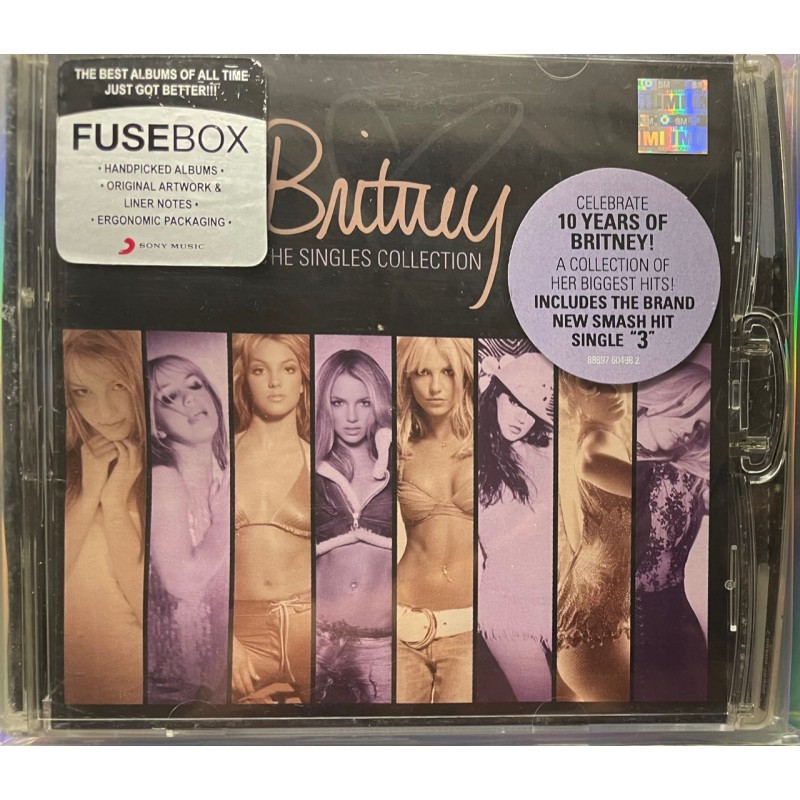 THE BEST ALBUMS OF ALL TIME
JUST GOT BETTER!!!
FUSEBOX
• HANDPICKED ALBUMS •
• ORIGINAL ARTWORK &
LINER NOTES •
• ERGONOMIC PACKAGING •
SONY MUSIC
Britney
HE SINGLES COLLECTION
CELEBRATE
10 YEARS OF
BRITNEY!
A COLLECTION OF
HER BIGGEST HITS!
INCLUDES THE BRAND
NEW SMASH HIT
SINGLE "3"
88697 60496 2